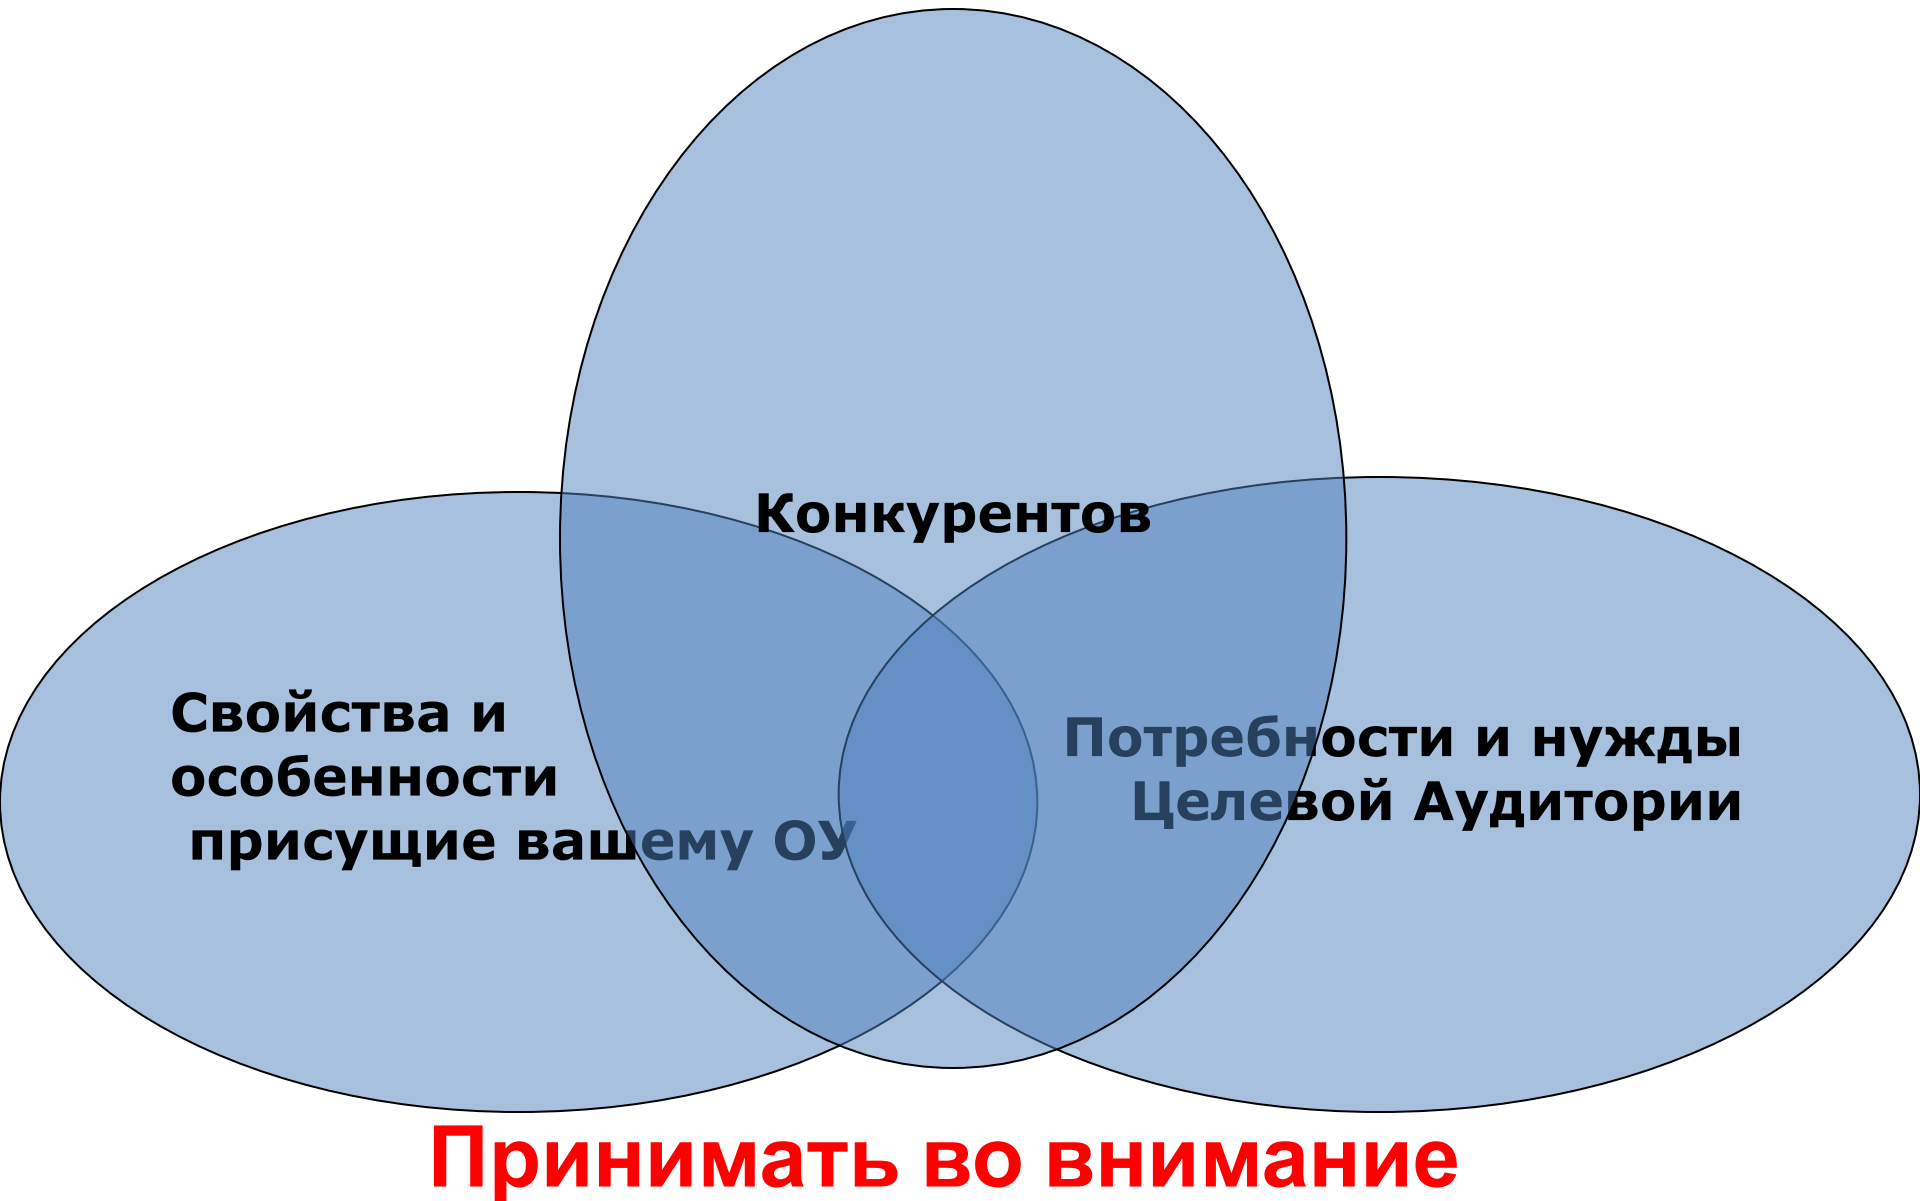 Конкурентов
Свойства и
особенности
присущие вашему ОУ
Потребности и нужды
Целевой Аудитории
Принимать во внимание